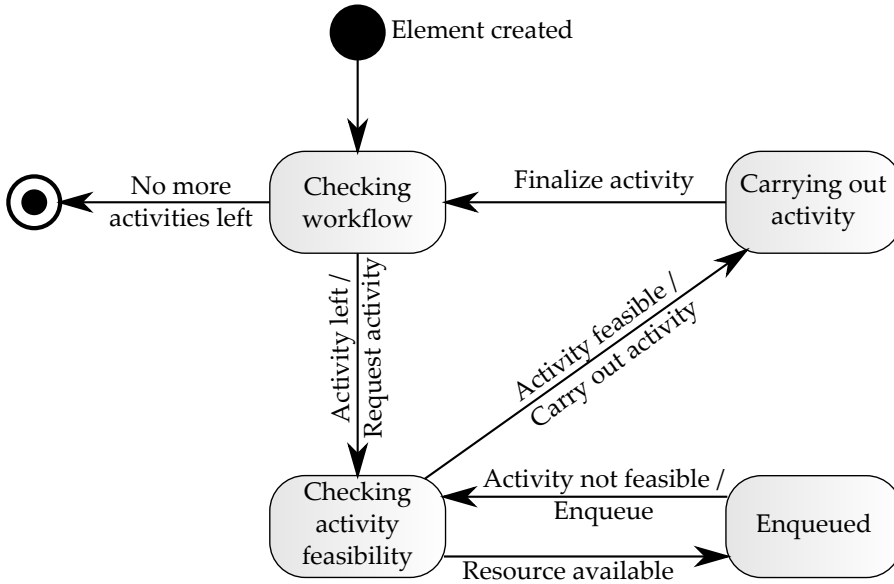 Element created
No more
activities left
Checking
workflow
Finalize activity
Carrying out
activity
Activity left /
Request activity
Activity feasible /
Carry out activity
Checking
activity
feasibility
Activity not feasible /
Enqueue
Enqueued
Resource available